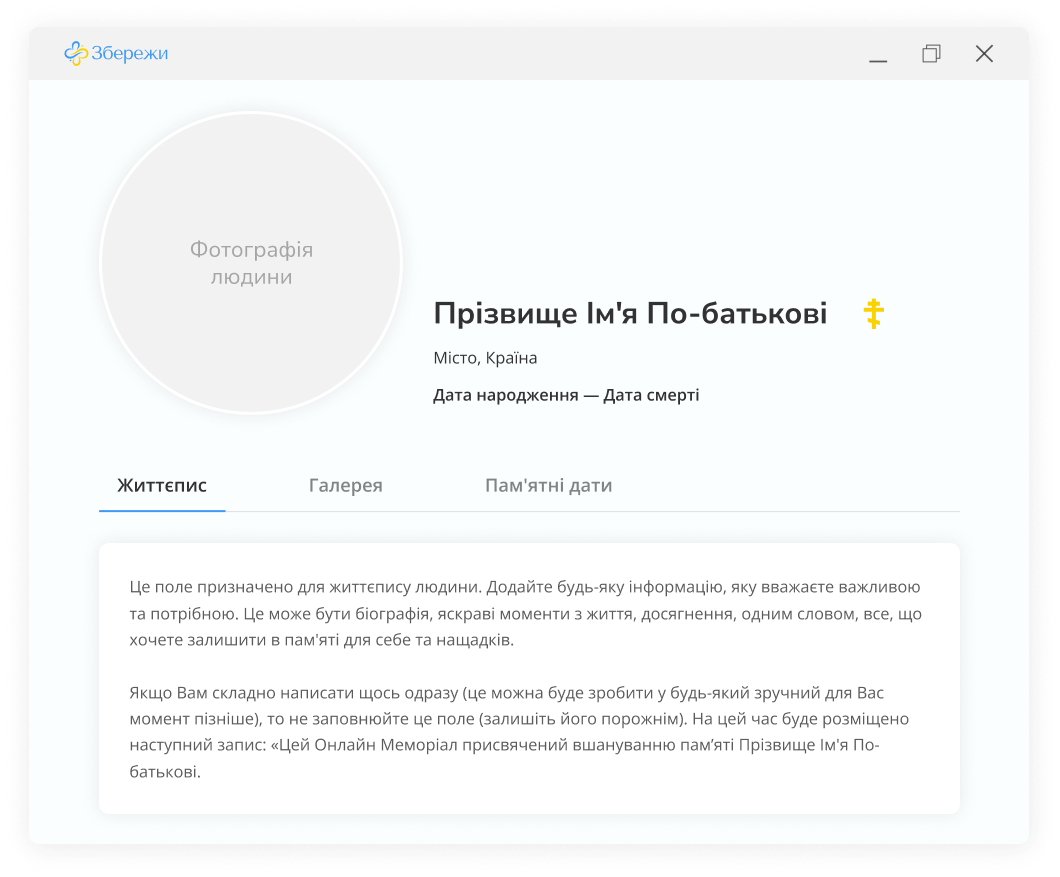 Збережи
Фотографія
людини
Прізвище Ім'я По-батькові
Місто, Країна
Дата народження — Дата смерті
Життєпис Галерея Пам'ятні дати
Це поле призначено для життєпису людини. Додайте будь-яку інформацію, яку вважаєте важливою
та потрібною. Це може бути біографія, яскраві моменти з життя, досягнення, одним словом, все, що
хочете залишити в пам'яті для себе та нащадків.
Якщо Вам складно написати щось одразу (це можна буде зробити у будь-який зручний для Вас
момент пізніше), то не заповнюйте це поле (залишіть його порожнім). На цей час буде розміщено
наступний запис: «Цей Онлайн Меморіал присвячений вшануванню пам’яті Прізвище Ім'я По-
батькові.